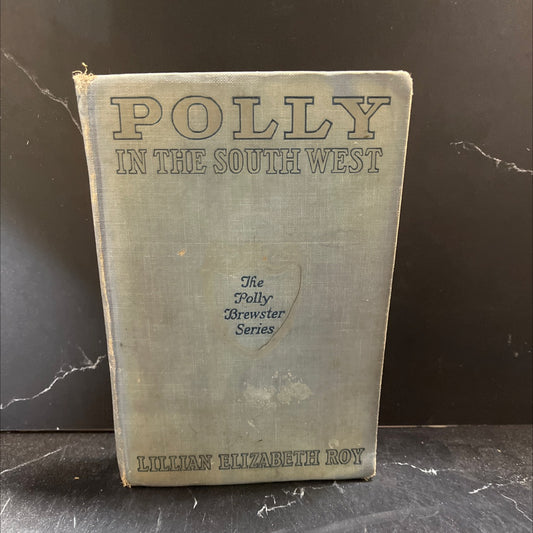 POLLY
IN THE SOUTH WEST
The
Polly
Brewster
Series
LILLIAN ELIZABETH ROY